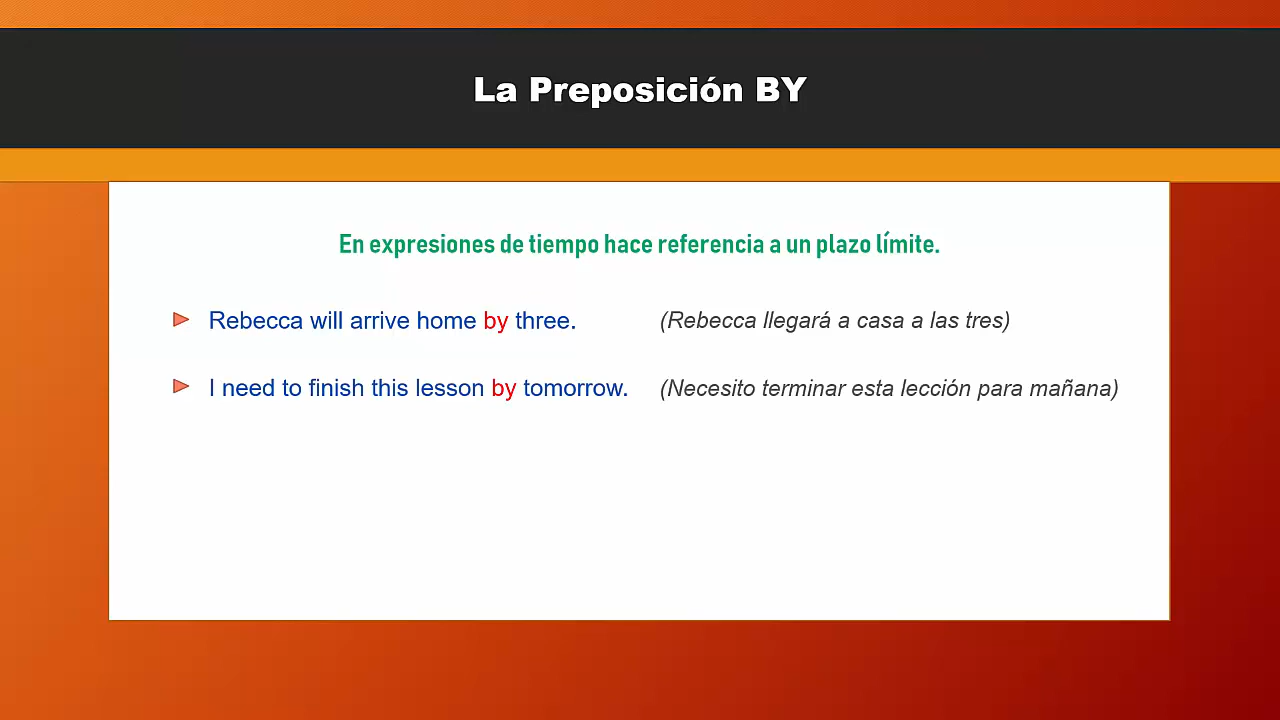 La Preposición BY
En expresiones de tiempo hace referencia a un plazo límite.
Rebecca will arrive home by three. (Rebecca llegará a casa a las tres)
I need to finish this lesson by tomorrow. (Necesito terminar esta lección para mañana)